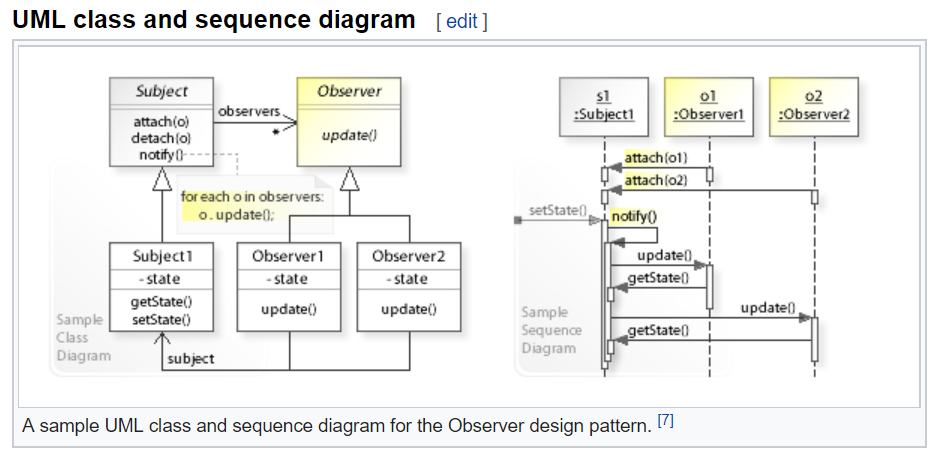 UML class and sequence diagram [ edit ]
Subject
attach(o)
detach(o)
notify()
observers
*
Observer
update()
for each o in observers:
o . update();
Subject1
- state
getState()
setState()
Observer1
- state
update()
Observer2
- state
update()
subject
Sample
Class
Diagram
s1
:Subject1
o1
:Observer1
o2
:Observer2
attach(o1)
attach(o2)
setState()
notify()
update()
getState()
update()
getState()
Sample
Sequence
Diagram
A sample UML class and sequence diagram for the Observer design pattern. [7]